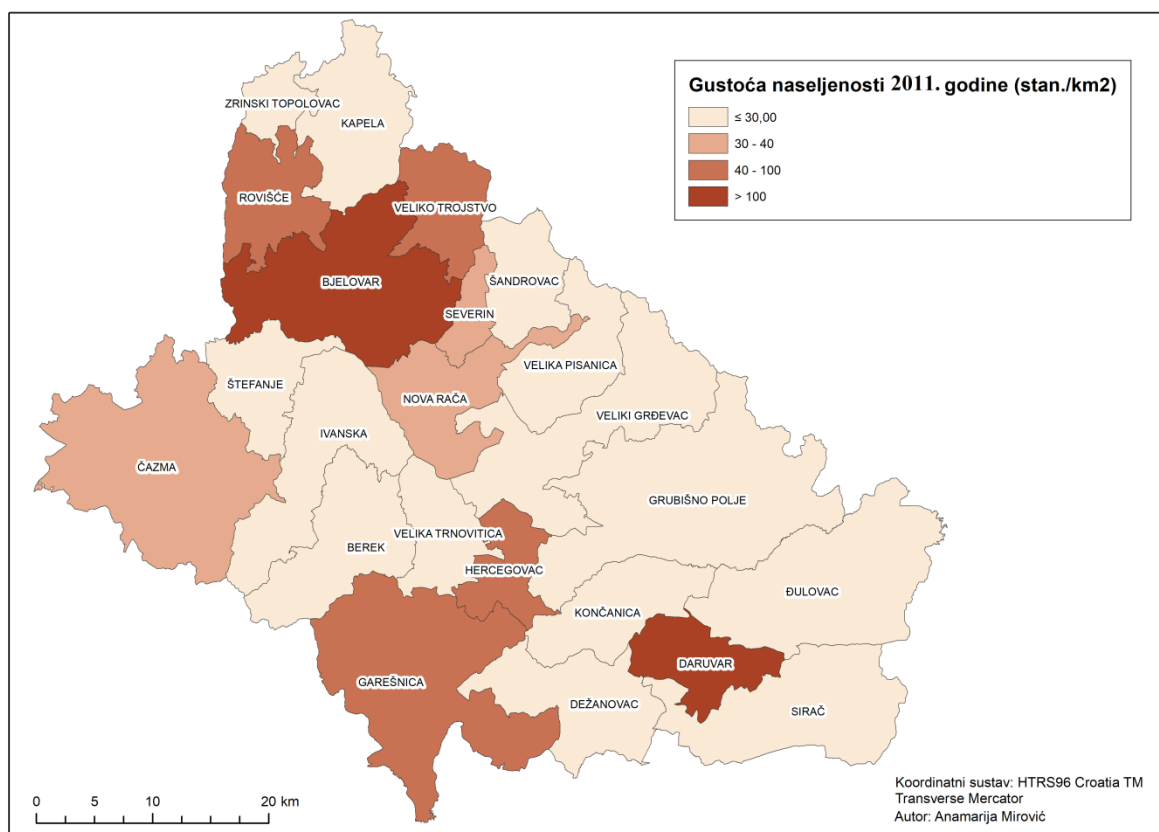 Gustoća naseljenosti 2011. godine (stan./km2)
≤ 30,00
30 - 40
40 - 100
> 100
ZRINSKI TOPOLOVAC
KAPELA
ROVIŠĆE
VELIKO TROJSTVO
BJELOVAR
ŠANDROVAC
SEVERIN
VELIKA PISANICA
ŠTEFANJE
NOVA RAČA
VELIKI GRĐEVAC
IVANSKA
ČAZMA
GRUBIŠNO POLJE
VELIKA TRNOVITICA
BEREK
HERCEGOVAC
ĐULOVAC
KONČANICA
DARUVAR
GAREŠNICA
DEŽANOVAC
SIRAČ
0 5 10 20 km
Koordinatni sustav: HTRS96 Croatia TM
Transverse Mercator
Autor: Anamarija Mirović